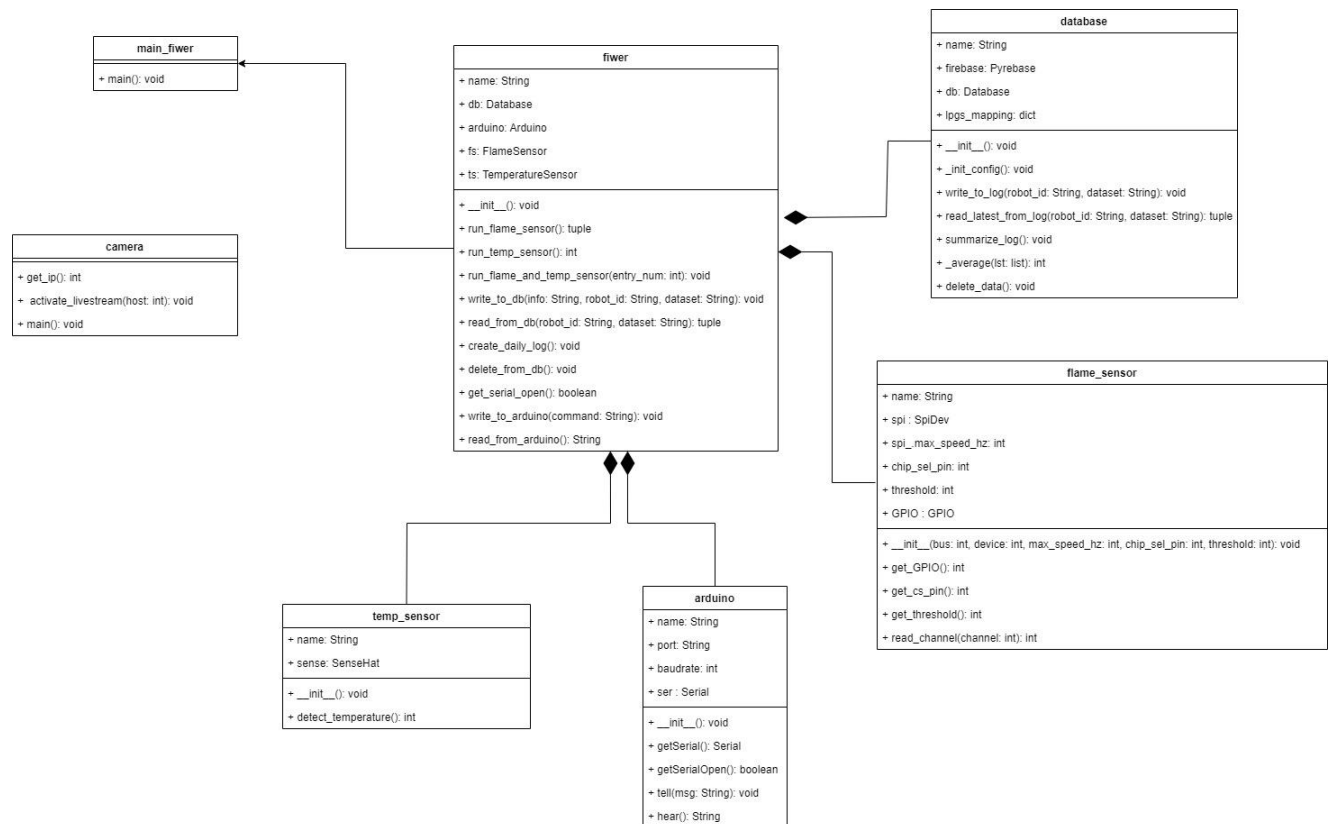 main_fiwer
+ main(): void
camera
+ get_ip(): int
+ activate_livestream(host: int): void
+ main(): void
fiwer
+ name: String
+ db: Database
+ arduino: Arduino
+ fs: FlameSensor
+ ts: TemperatureSensor
+ __init__(): void
+ run_flame_sensor(): tuple
+ run_temp_sensor(): int
+ run_flame_and_temp_sensor(entry_num: int): void
+ write_to_db(info: String, robot_id: String, dataset: String): void
+ read_from_db(robot_id: String, dataset: String): tuple
+ create_daily_log(): void
+ delete_from_db(): void
+ get_serial_open(): boolean
+ write_to_arduino(command: String): void
+ read_from_arduino(): String
database
+ name: String
+ firebase: Pyrebase
+ db: Database
+ lpgs_mapping: dict
+ __init__(): void
+ _init_config(): void
+ write_to_log(robot_id: String, dataset: String): void
+ read_latest_from_log(robot_id: String, dataset: String): tuple
+ summarize_log(): void
+ _average(lst: list): int
+ delete_data(): void
flame_sensor
+ name: String
+ spi : SpiDev
+ spi_.max_speed_hz: int
+ chip_sel_pin: int
+ threshold: int
+ GPIO : GPIO
+ __init__(bus: int, device: int, max_speed_hz: int, chip_sel_pin: int, threshold: int): void
+ get_GPIO(): int
+ get_cs_pin(): int
+ get_threshold(): int
+ read_channel(channel: int): int
temp_sensor
+ name: String
+ sense: SenseHat
+ __init__(): void
+ detect_temperature(): int
arduino
+ name: String
+ port: String
+ baudrate: int
+ ser : Serial
+ __init__(): void
+ getSerial(): Serial
+ getSerialOpen(): boolean
+ tell(msg: String): void
+ hear(): String